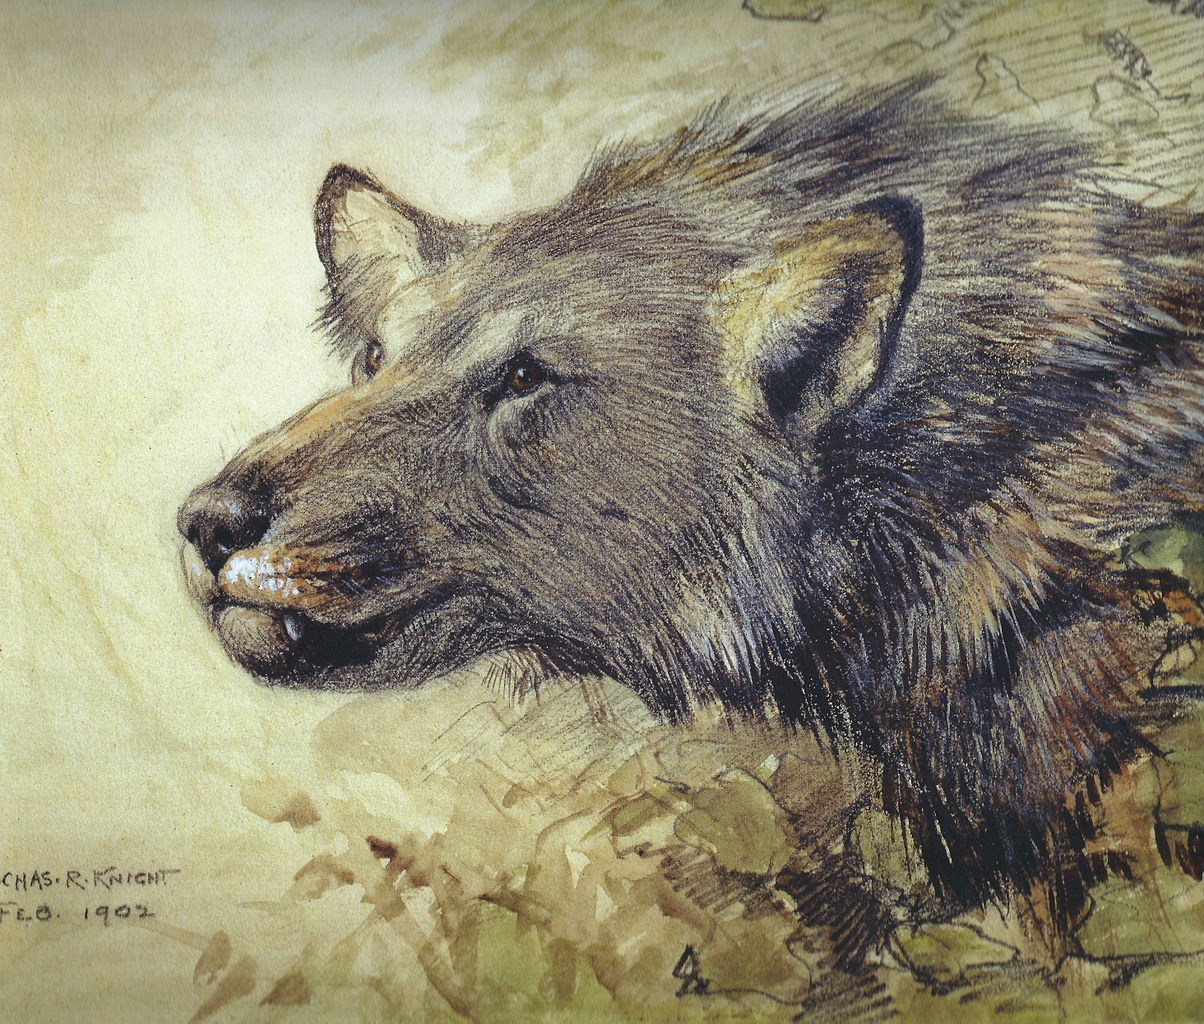 CHAS. R. KNIGHT
FEB. 1902